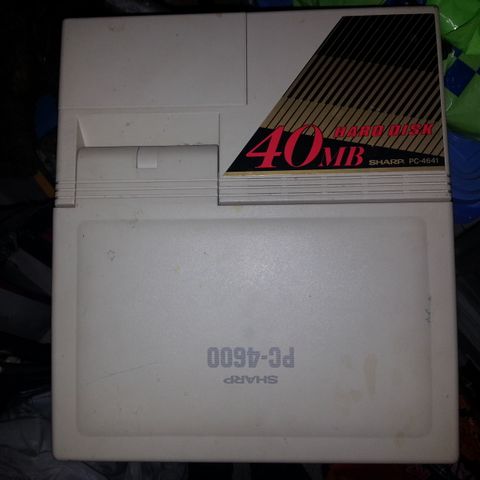 HARD DISK
40MB
SHARP PC-4641
SHARP
PC-4600